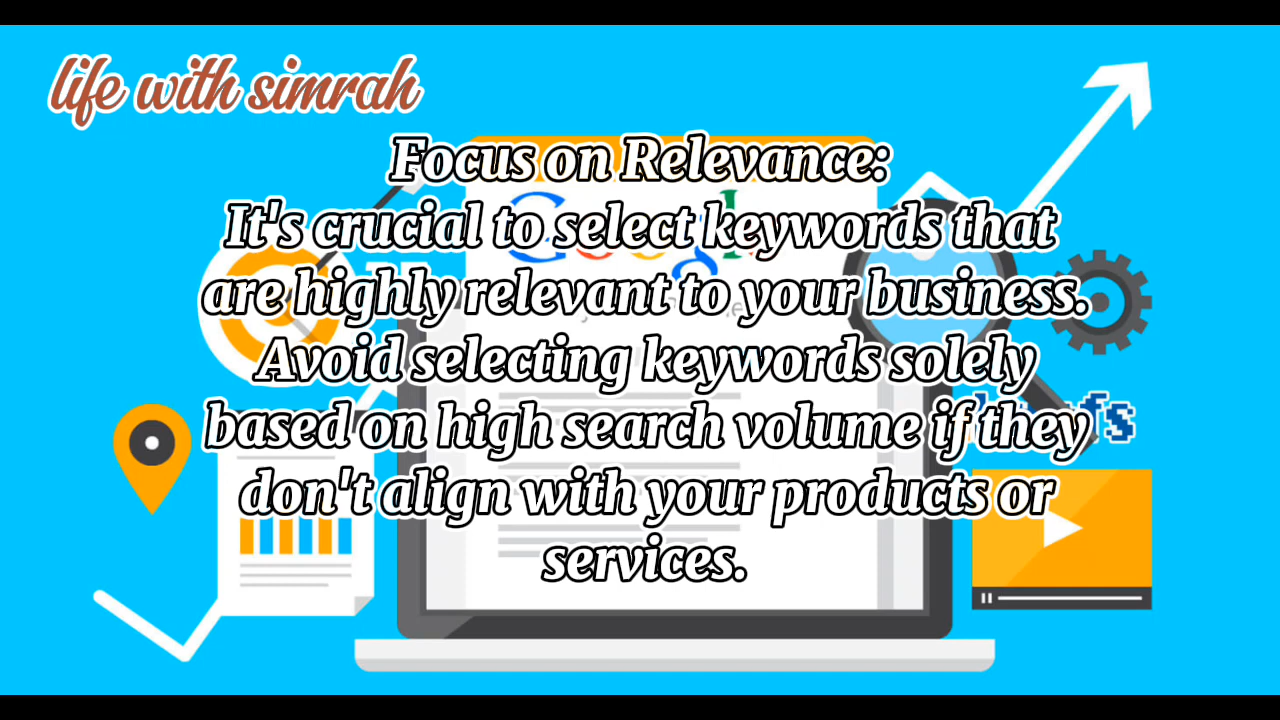 life with simrah
Focus on Relevance:
It's crucial to select keywords that
are highly relevant to your business.
Avoid selecting keywords solely
based on high search volume if they
don't align with your products or
services.